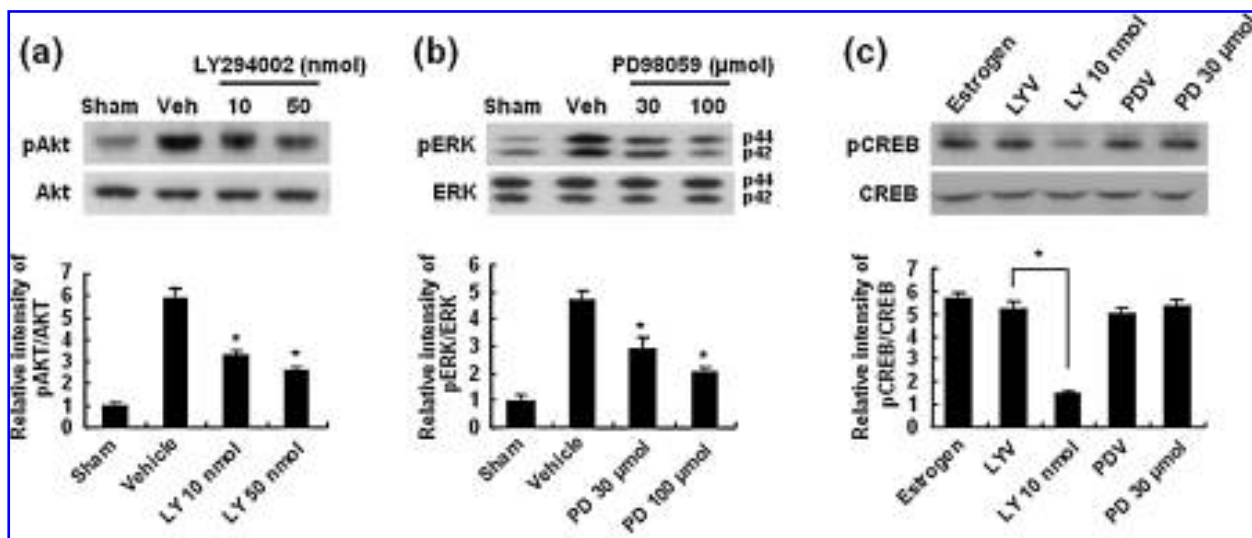 (a)
LY294002 (nmol)
Sham Veh 10 50
pAkt
Akt
Relative intensity of
pAKT/AKT
7
6
5
4
3
2
1
0
*
*
Sham
Vehicle
LY 10 nmol
LY 50 nmol
(b)
PD98059 (µmol)
Sham Veh 30 100
pERK
p44
p42
ERK
p44
p42
Relative intensity of
pERK/ERK
6
5
4
3
2
1
0
*
*
Sham
Vehicle
PD 30 µmol
PD 100 µmol
(c)
Estrogen
LYV
LY 10 nmol
PDV
PD 30 µmol
pCREB
CREB
Relative intensity of
pCREB/CREB
7
6
5
4
3
2
1
0
*
Estrogen
LYV
LY 10 nmol
PDV
PD 30 µmol